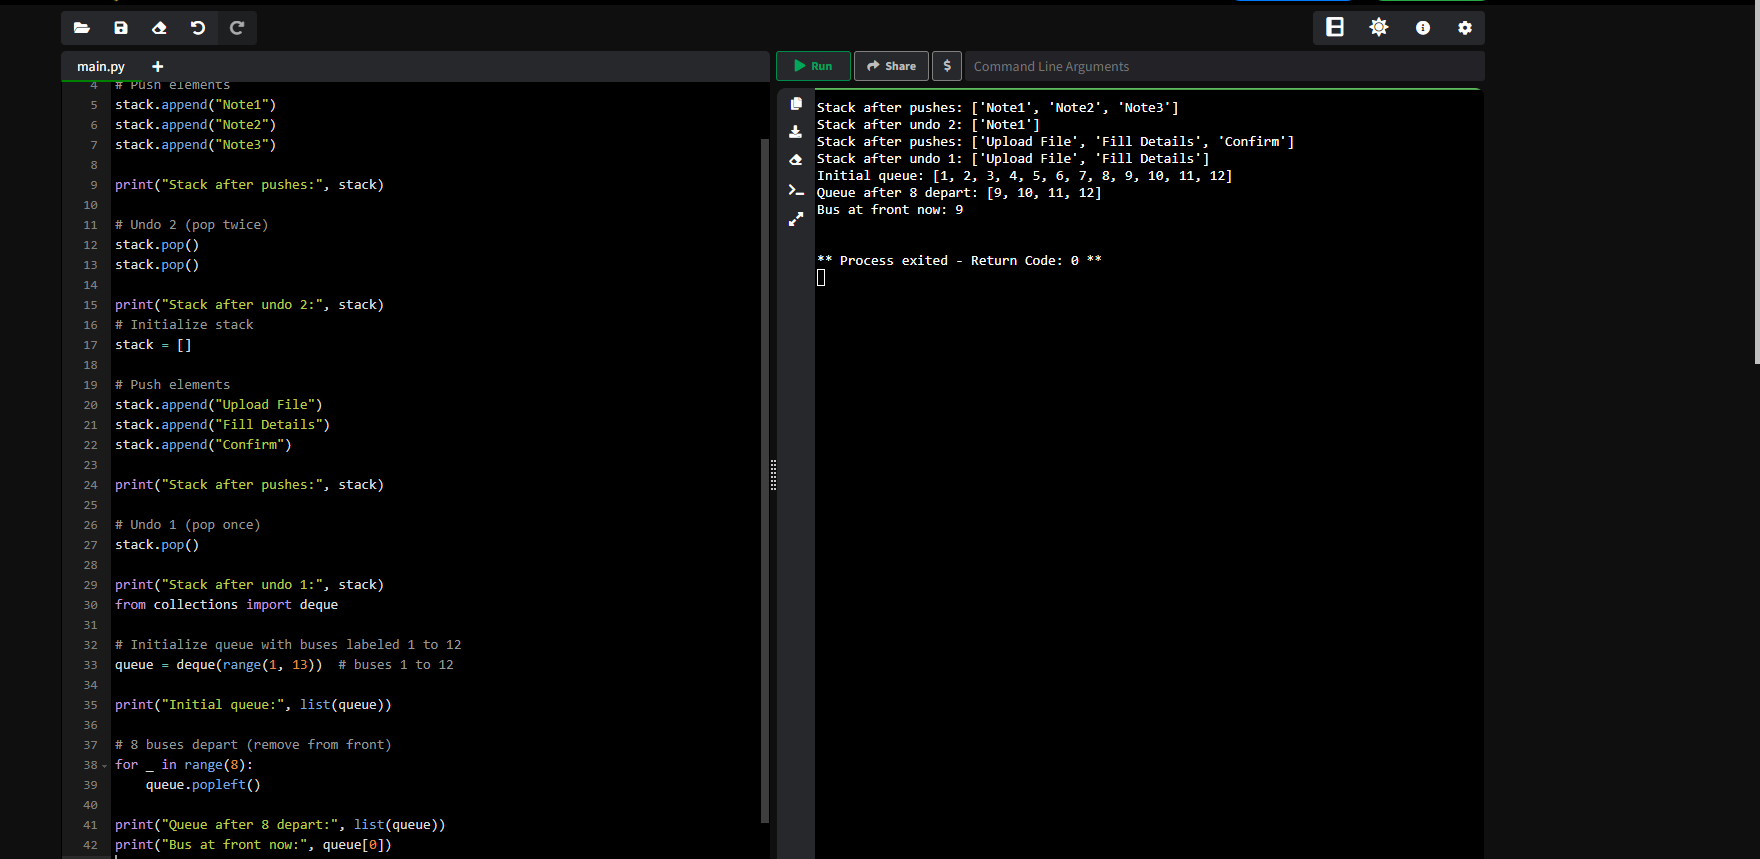 main.py
Run
Share
$
Command Line Arguments
4 # Push elements
5 stack.append("Note1")
6 stack.append("Note2")
7 stack.append("Note3")
8
9 print("Stack after pushes:", stack)
10
11 # Undo 2 (pop twice)
12 stack.pop()
13 stack.pop()
14
15 print("Stack after undo 2:", stack)
16 # Initialize stack
17 stack = []
18
19 # Push elements
20 stack.append("Upload File")
21 stack.append("Fill Details")
22 stack.append("Confirm")
23
24 print("Stack after pushes:", stack)
25
26 # Undo 1 (pop once)
27 stack.pop()
28
29 print("Stack after undo 1:", stack)
30 from collections import deque
31
32 # Initialize queue with buses labeled 1 to 12
33 queue = deque(range(1, 13))  # buses 1 to 12
34
35 print("Initial queue:", list(queue))
36
37 # 8 buses depart (remove from front)
38 for _ in range(8):
39     queue.popleft()
40
41 print("Queue after 8 depart:", list(queue))
42 print("Bus at front now:", queue[0])
Stack after pushes: ['Note1', 'Note2', 'Note3']
Stack after undo 2: ['Note1']
Stack after pushes: ['Upload File', 'Fill Details', 'Confirm']
Stack after undo 1: ['Upload File', 'Fill Details']
Initial queue: [1, 2, 3, 4, 5, 6, 7, 8, 9, 10, 11, 12]
Queue after 8 depart: [9, 10, 11, 12]
Bus at front now: 9
** Process exited - Return Code: 0 **